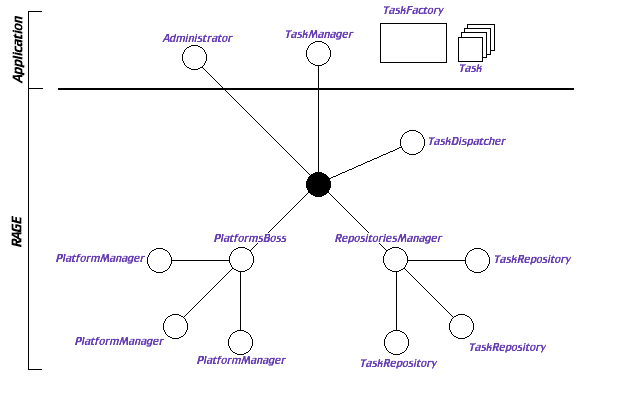 TaskFactory
Administrator
TaskManager
Task
Application
TaskDispatcher
RAGE
PlatformsBoss
RepositoriesManager
PlatformManager
TaskRepository
PlatformManager
TaskRepository
PlatformManager
TaskRepository